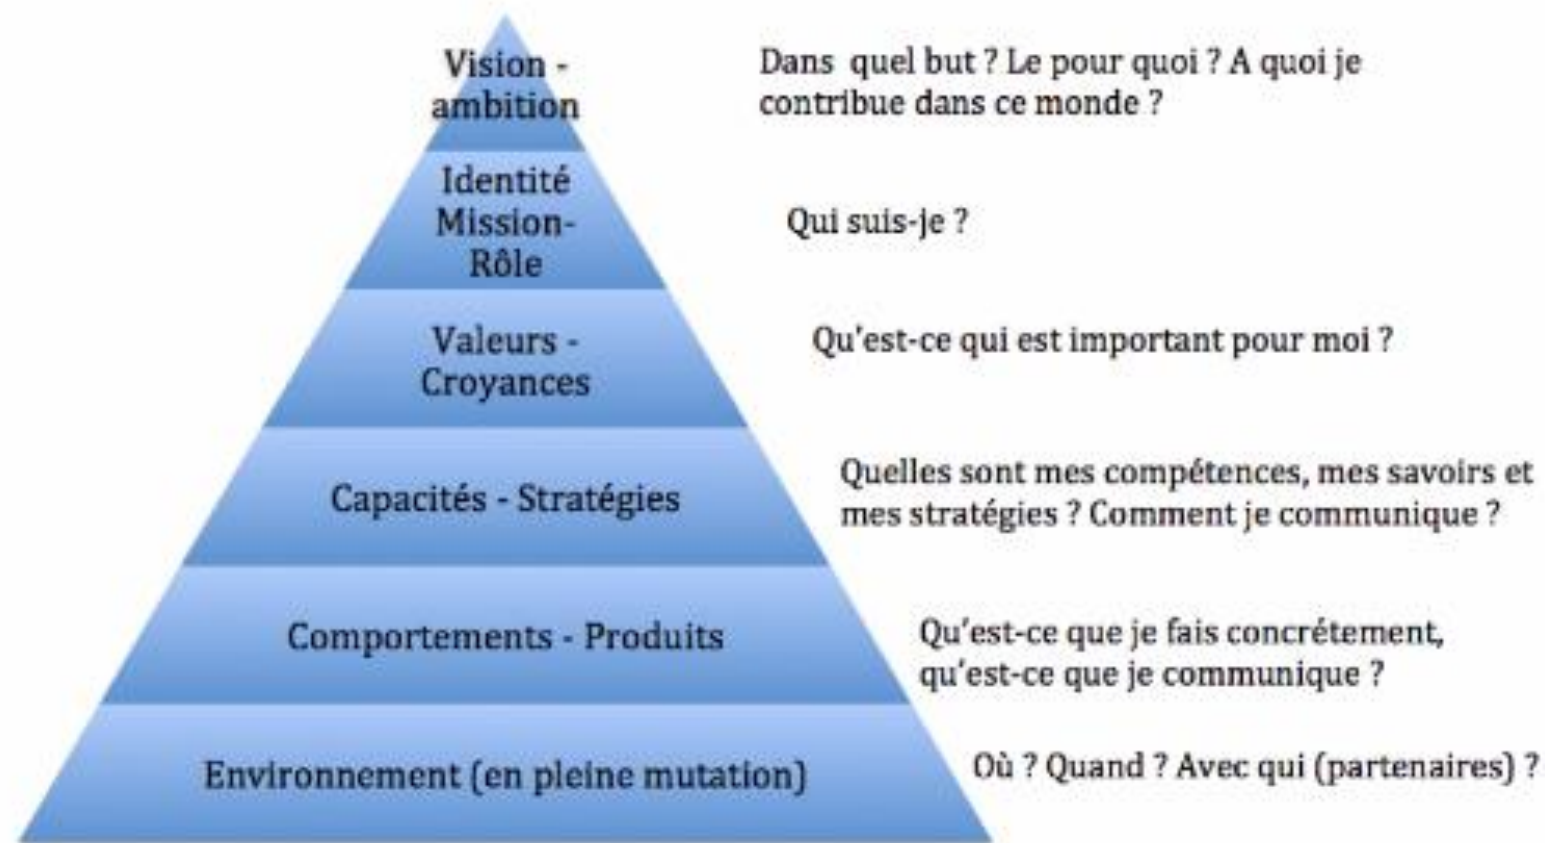 Vision -
ambition
Dans quel but ? Le pour quoi ? A quoi je
contribue dans ce monde ?
Identité
Mission-
Rôle
Qui suis-je ?
Valeurs -
Croyances
Qu'est-ce qui est important pour moi ?
Capacités - Stratégies
Quelles sont mes compétences, mes savoirs et
mes stratégies ? Comment je communique ?
Comportements - Produits
Qu'est-ce que je fais concrétement,
qu'est-ce que je communique ?
Environnement (en pleine mutation)
Où ? Quand ? Avec qui (partenaires) ?